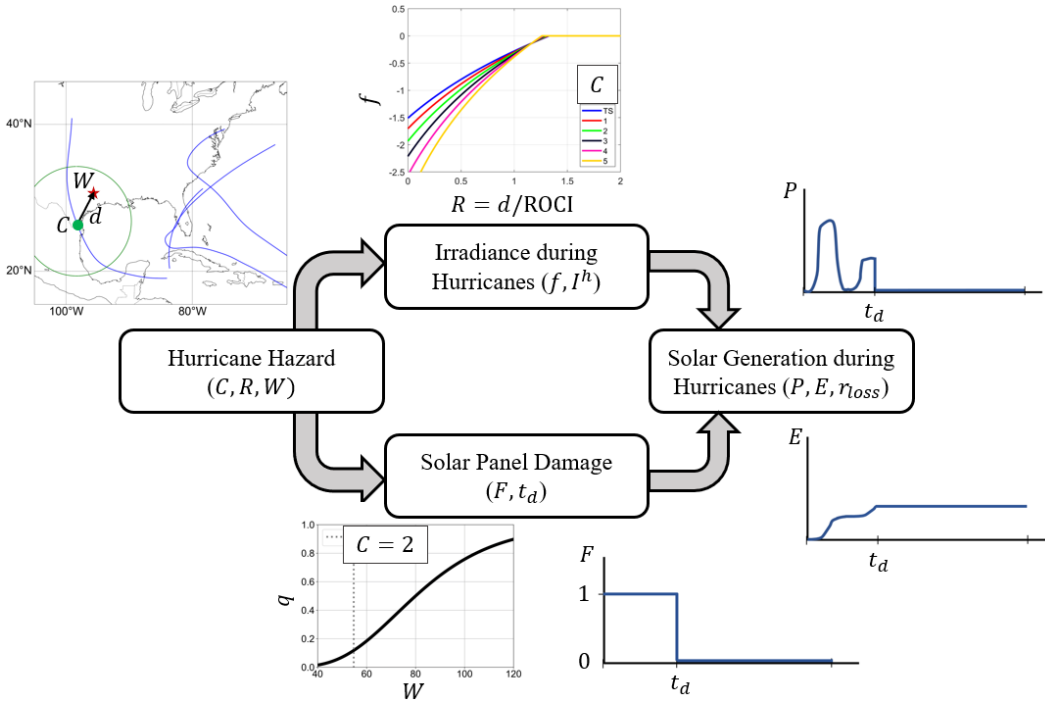 f
0
-0.5
-1
-1.5
-2
-2.5
0
0.5
1
1.5
2
C
TS
1
2
3
4
5
R = d/ROCI
40°N
20°N
100°W
80°W
W
C
d
Irradiance during
Hurricanes (f, Iʰ)
P
t_d
Hurricane Hazard
(C, R, W)
Solar Generation during
Hurricanes (P, E, r_loss)
Solar Panel Damage
(F, t_d)
E
t_d
C = 2
q
1.0
0.8
0.6
0.4
0.2
0.0
40
60
80
100
120
W
F
1
0
t_d